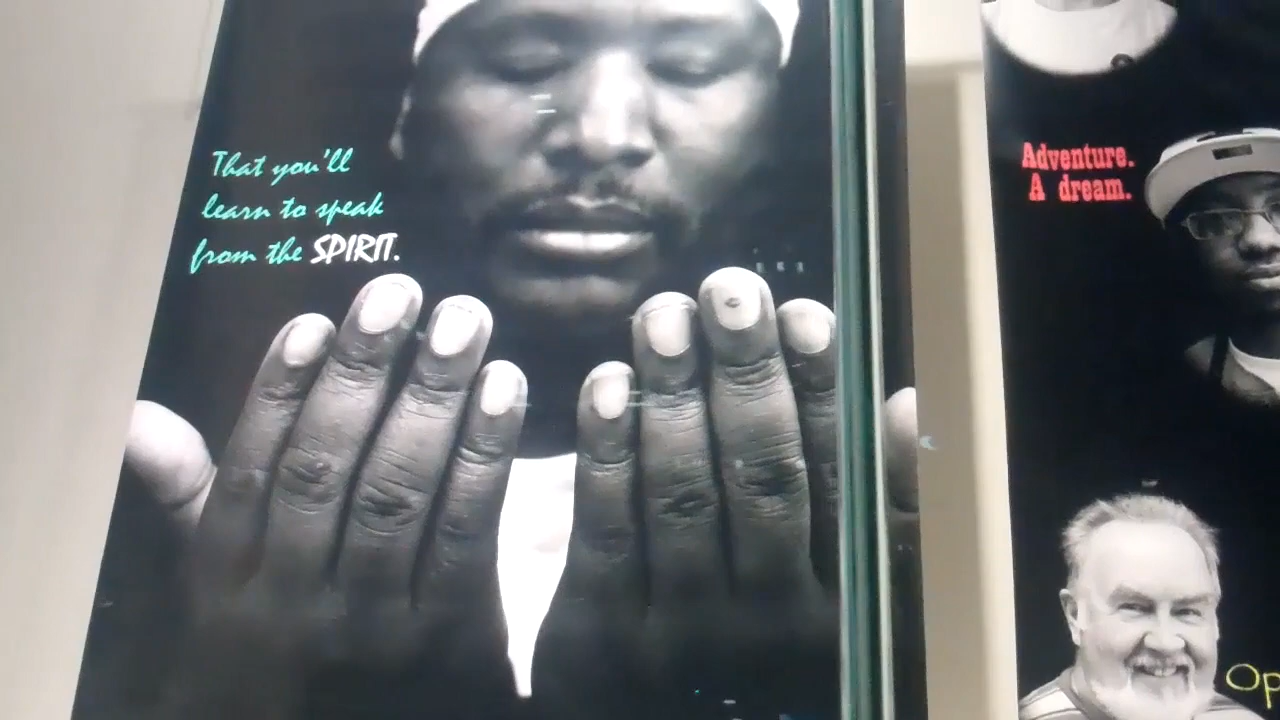 That you'll
learn to speak
from the SPIRIT.
Adventure.
A dream.